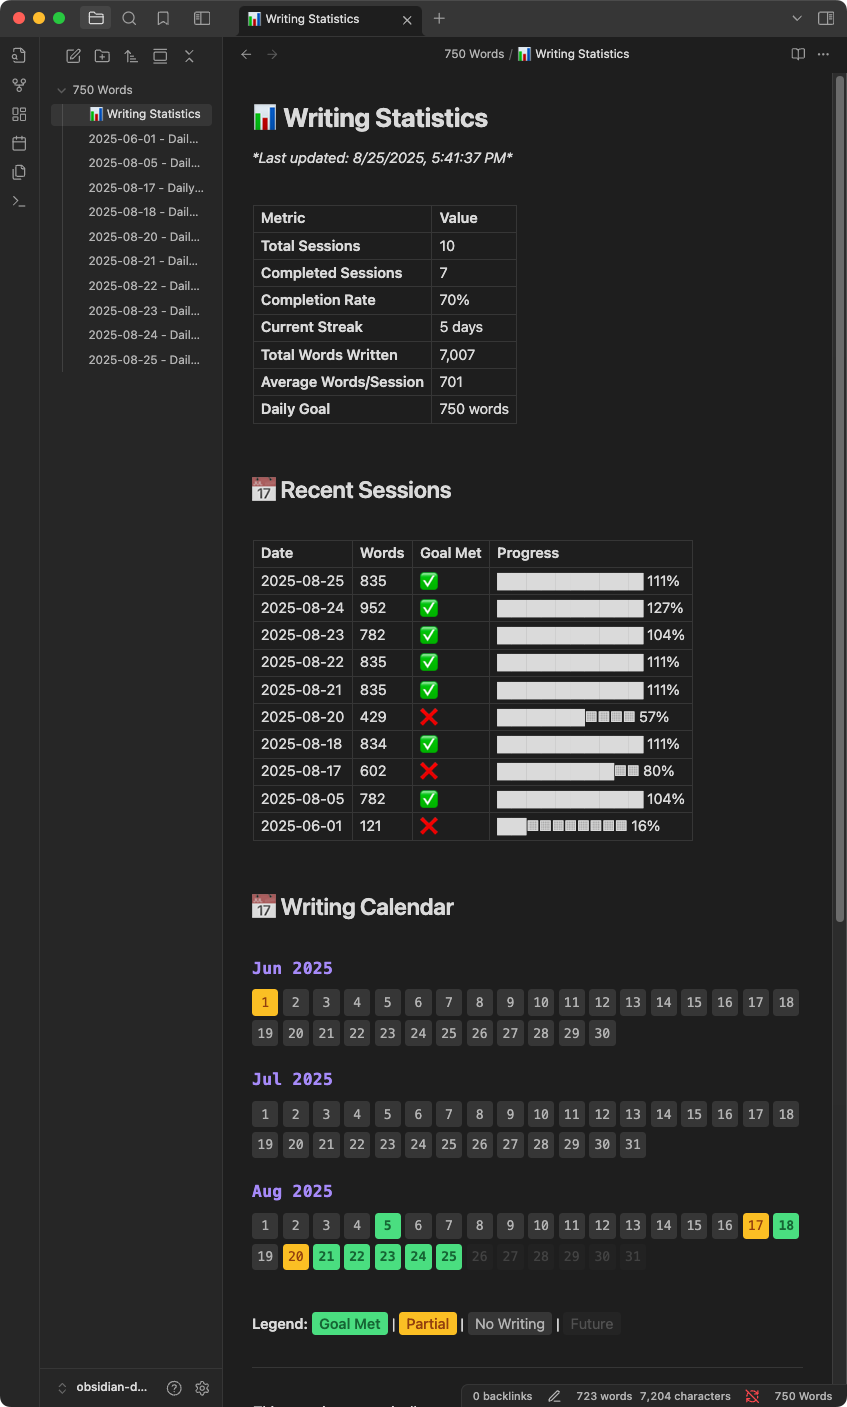 📊 Writing Statistics
750 Words / 📊 Writing Statistics
750 Words
📊 Writing Statistics
2025-06-01 - Dail...
2025-08-05 - Dail...
2025-08-17 - Daily...
2025-08-18 - Dail...
2025-08-20 - Dail...
2025-08-21 - Dail...
2025-08-22 - Dail...
2025-08-23 - Dail...
2025-08-24 - Dail...
2025-08-25 - Dail...
📊 Writing Statistics
*Last updated: 8/25/2025, 5:41:37 PM*
Metric Value
Total Sessions 10
Completed Sessions 7
Completion Rate 70%
Current Streak 5 days
Total Words Written 7,007
Average Words/Session 701
Daily Goal 750 words
📅 Recent Sessions
Date Words Goal Met Progress
2025-08-25 835 ✅ 111%
2025-08-24 952 ✅ 127%
2025-08-23 782 ✅ 104%
2025-08-22 835 ✅ 111%
2025-08-21 835 ✅ 111%
2025-08-20 429 ❌ 57%
2025-08-18 834 ✅ 111%
2025-08-17 602 ❌ 80%
2025-08-05 782 ✅ 104%
2025-06-01 121 ❌ 16%
📅 Writing Calendar
Jun 2025
1 2 3 4 5 6 7 8 9 10 11 12 13 14 15 16 17 18
19 20 21 22 23 24 25 26 27 28 29 30
Jul 2025
1 2 3 4 5 6 7 8 9 10 11 12 13 14 15 16 17 18
19 20 21 22 23 24 25 26 27 28 29 30 31
Aug 2025
1 2 3 4 5 6 7 8 9 10 11 12 13 14 15 16 17 18
19 20 21 22 23 24 25 26 27 28 29 30 31
Legend: Goal Met | Partial | No Writing | Future
obsidian-d...
0 backlinks 723 words 7,204 characters 750 Words